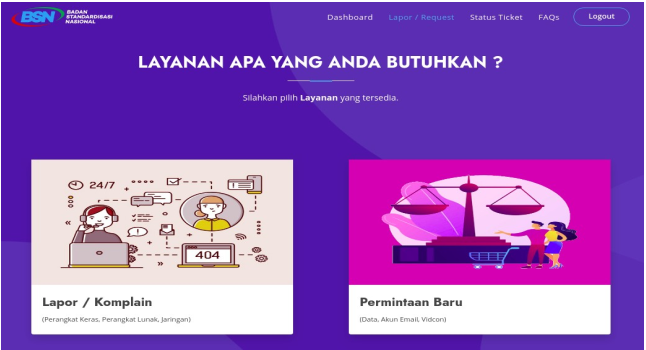 BSN BADAN
STANDARDISASI
NASIONAL
Dashboard Lapor / Request Status Ticket FAQs Logout
LAYANAN APA YANG ANDA BUTUHKAN ?
Silahkan pilih Layanan yang tersedia.
24/7
404
Lapor / Komplain
(Perangkat Keras, Perangkat Lunak, Jaringan)
Permintaan Baru
(Data, Akun Email, Vidcon)